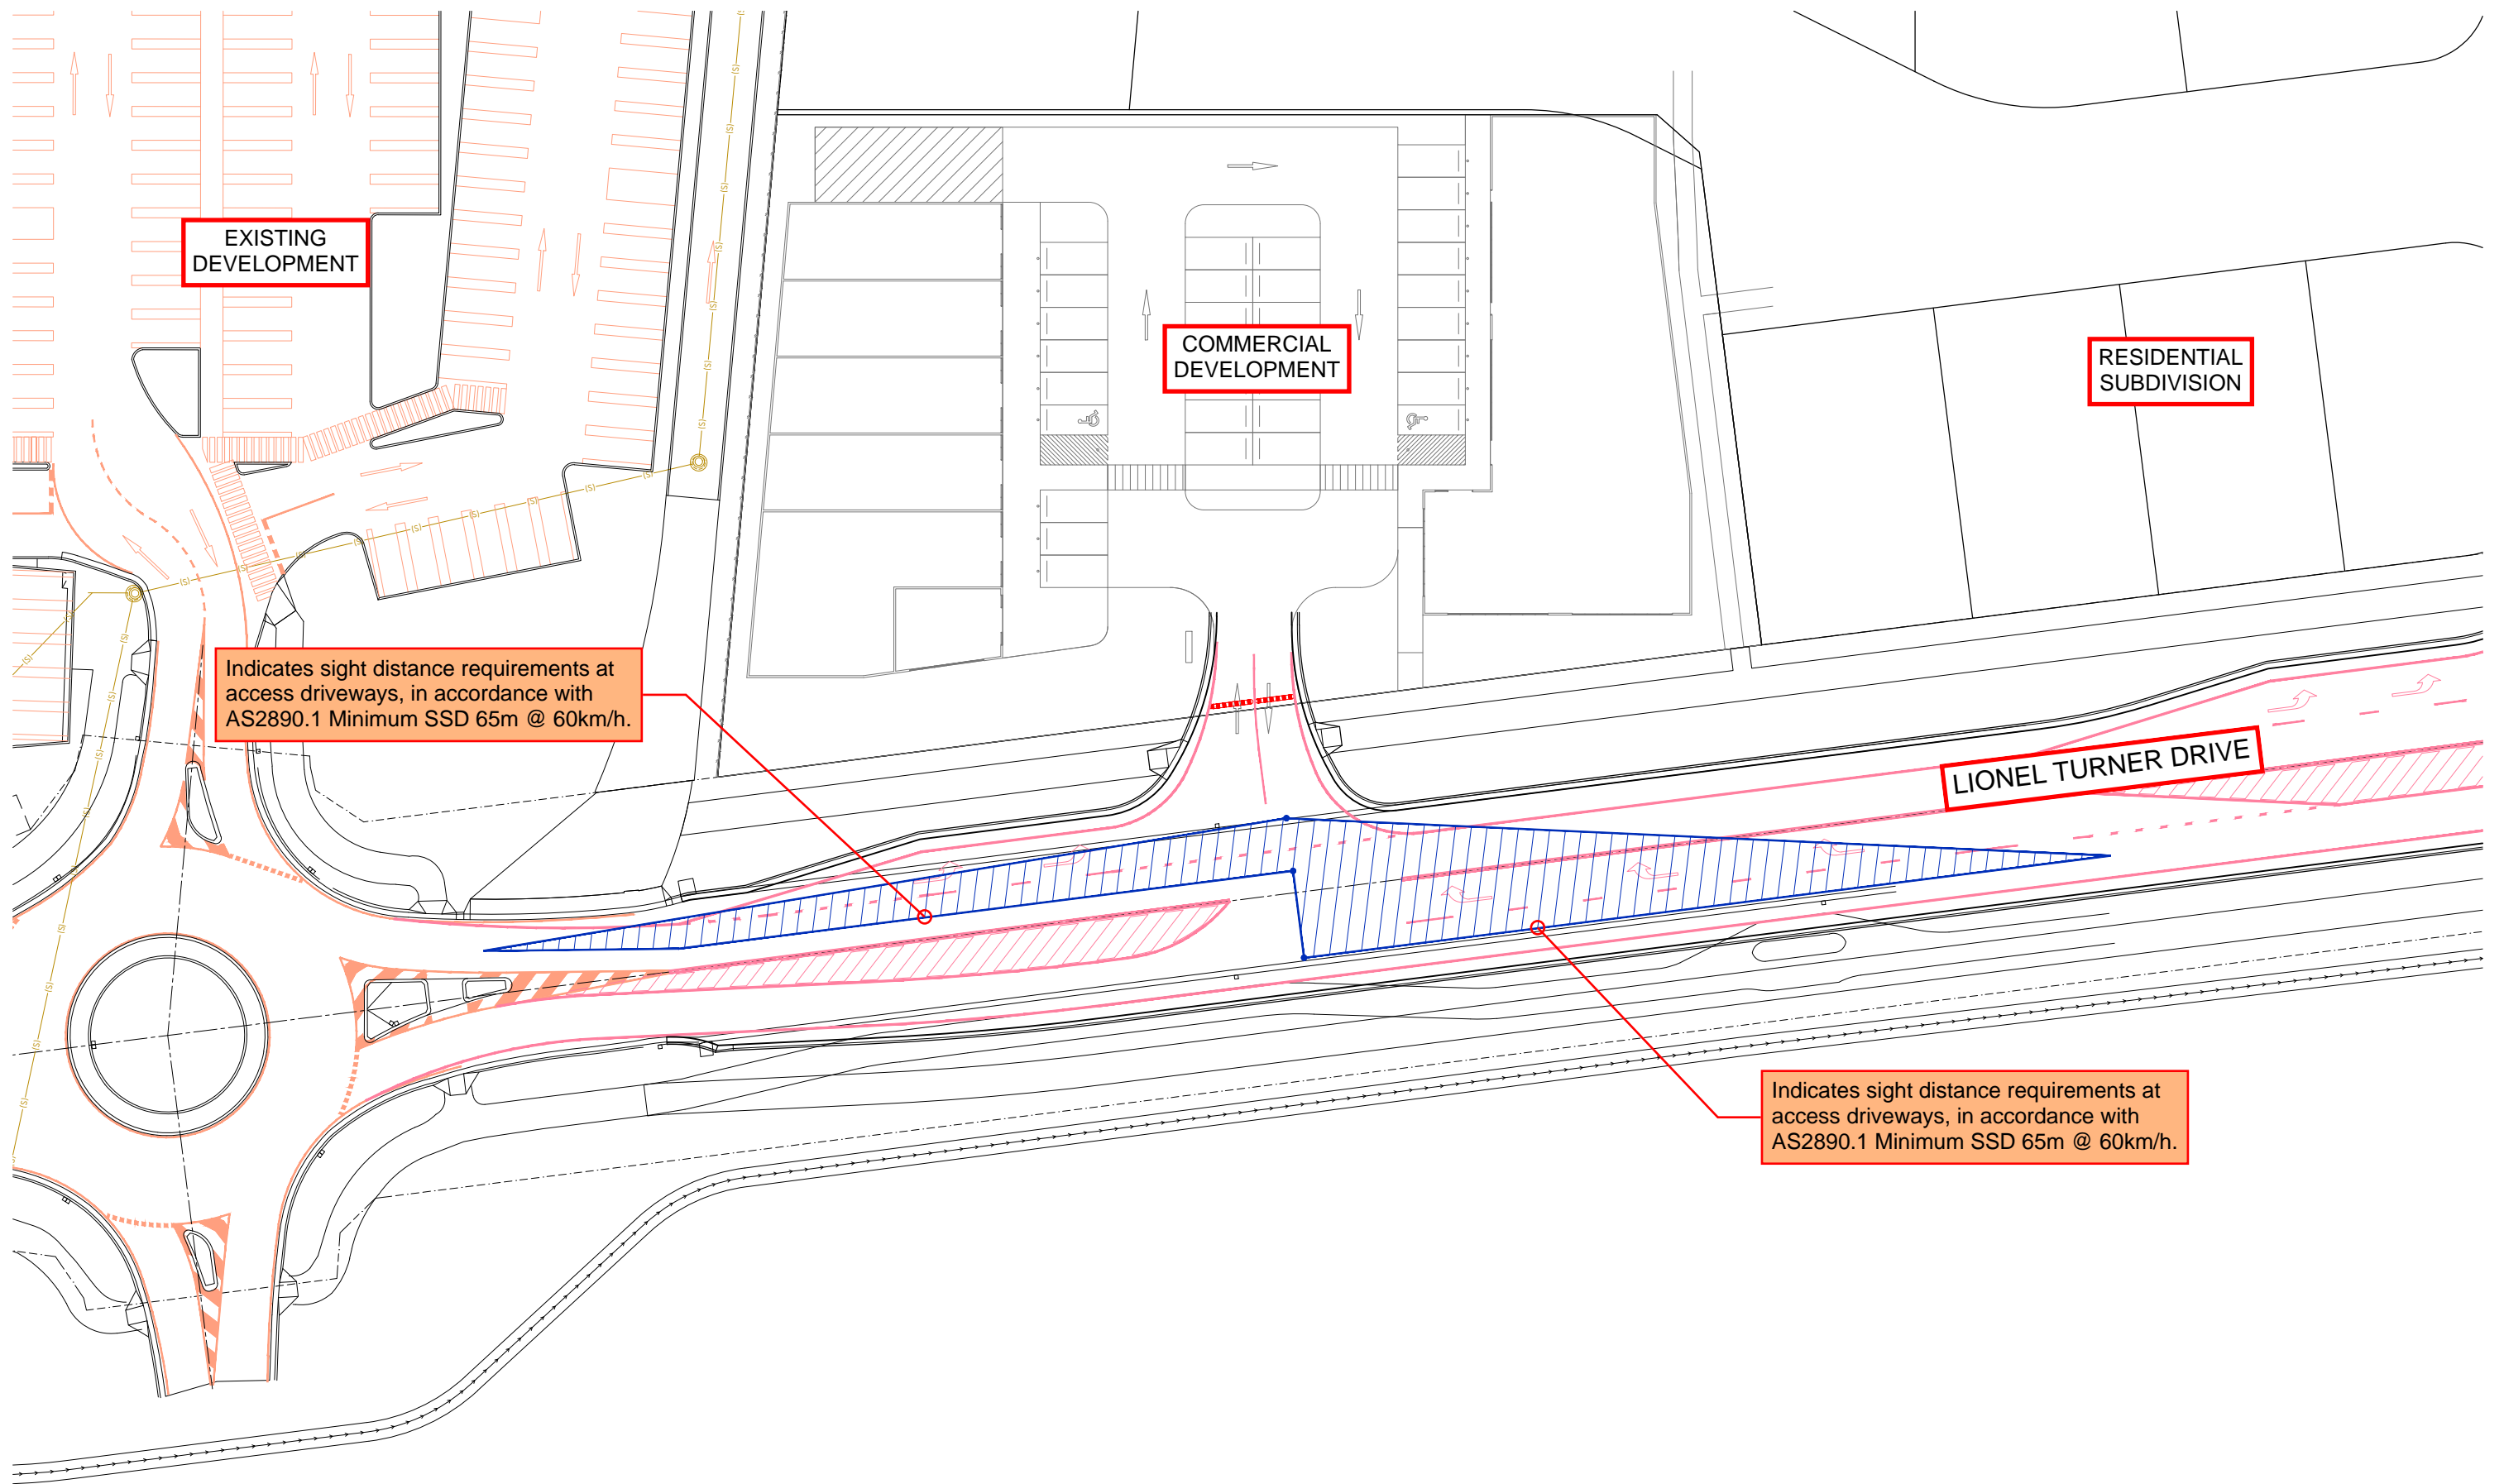 EXISTING
DEVELOPMENT
COMMERCIAL
DEVELOPMENT
RESIDENTIAL
SUBDIVISION
Indicates sight distance requirements at
access driveways, in accordance with
AS2890.1 Minimum SSD 65m @ 60km/h.
LIONEL TURNER DRIVE
Indicates sight distance requirements at
access driveways, in accordance with
AS2890.1 Minimum SSD 65m @ 60km/h.